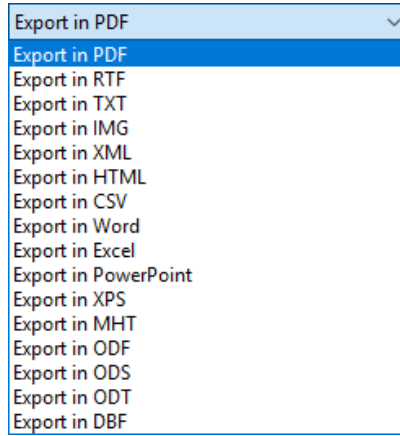 Export in PDF
Export in PDF
Export in RTF
Export in TXT
Export in IMG
Export in XML
Export in HTML
Export in CSV
Export in Word
Export in Excel
Export in PowerPoint
Export in XPS
Export in MHT
Export in ODF
Export in ODS
Export in ODT
Export in DBF